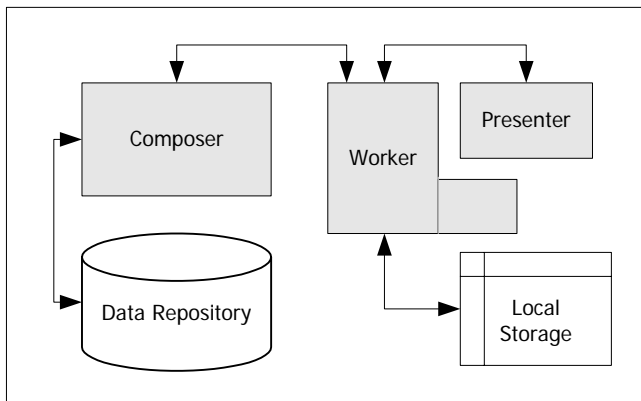 Composer
Worker
Presenter
Data Repository
Local
Storage